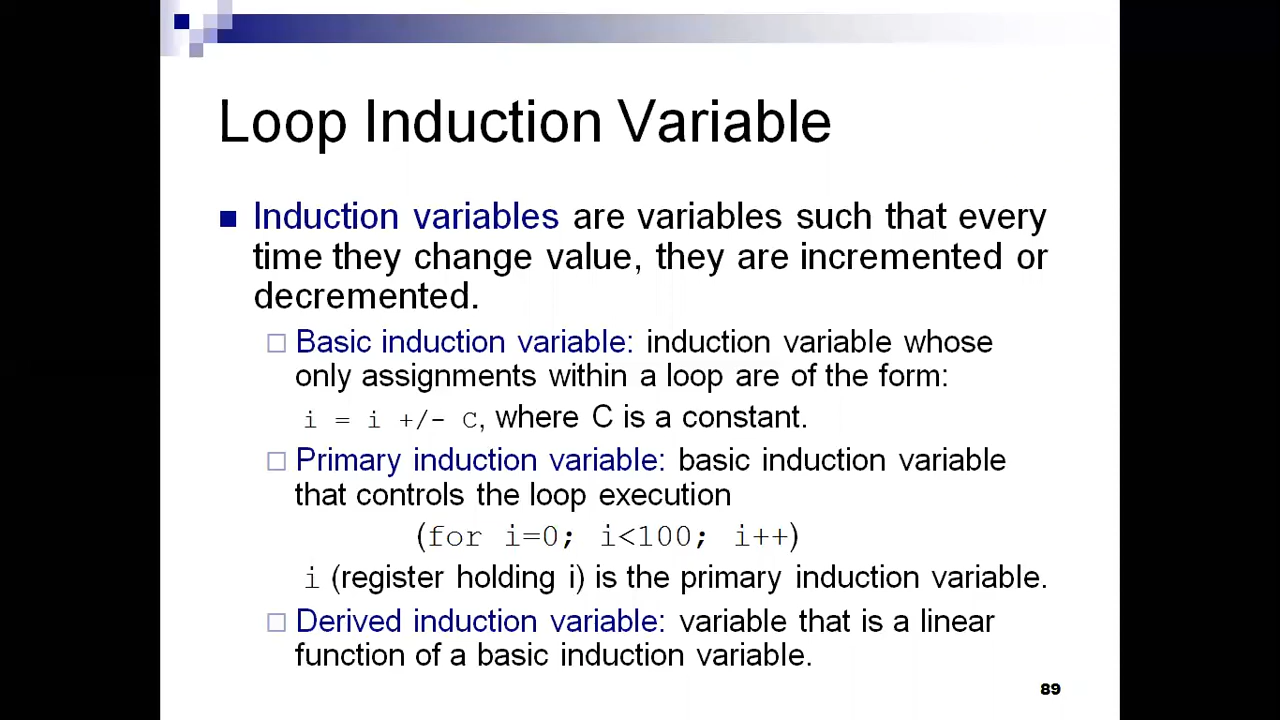 Loop Induction Variable
Induction variables are variables such that every
time they change value, they are incremented or
decremented.
Basic induction variable: induction variable whose
only assignments within a loop are of the form:
i = i +/- C, where C is a constant.
Primary induction variable: basic induction variable
that controls the loop execution
(for i=0; i<100; i++)
i (register holding i) is the primary induction variable.
Derived induction variable: variable that is a linear
function of a basic induction variable.
89